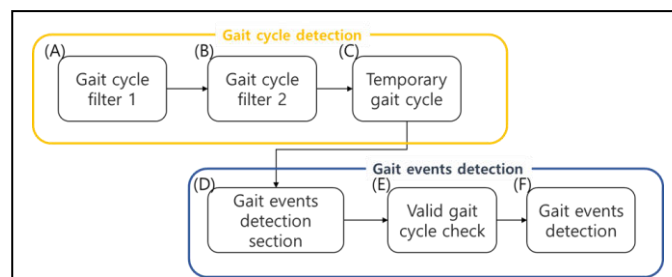 Gait cycle detection
(A)
Gait cycle
filter 1
(B)
Gait cycle
filter 2
(C)
Temporary
gait cycle
Gait events detection
(D)
Gait events
detection
section
(E)
Valid gait
cycle check
(F)
Gait events
detection